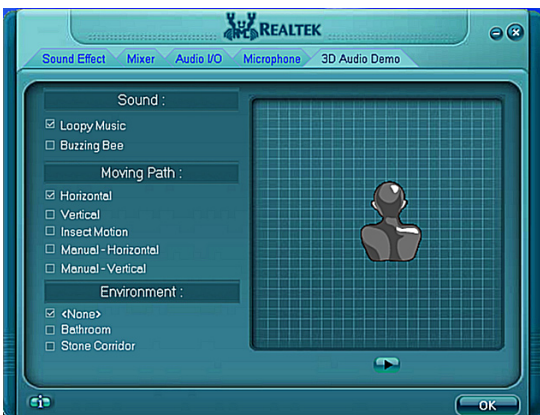 REALTEK
Sound Effect Mixer Audio I/O Microphone 3D Audio Demo
Sound :
Loopy Music
Buzzing Bee
Moving Path :
Horizontal
Vertical
Insect Motion
Manual - Horizontal
Manual - Vertical
Environment :
<None>
Bathroom
Stone Corridor
i
OK